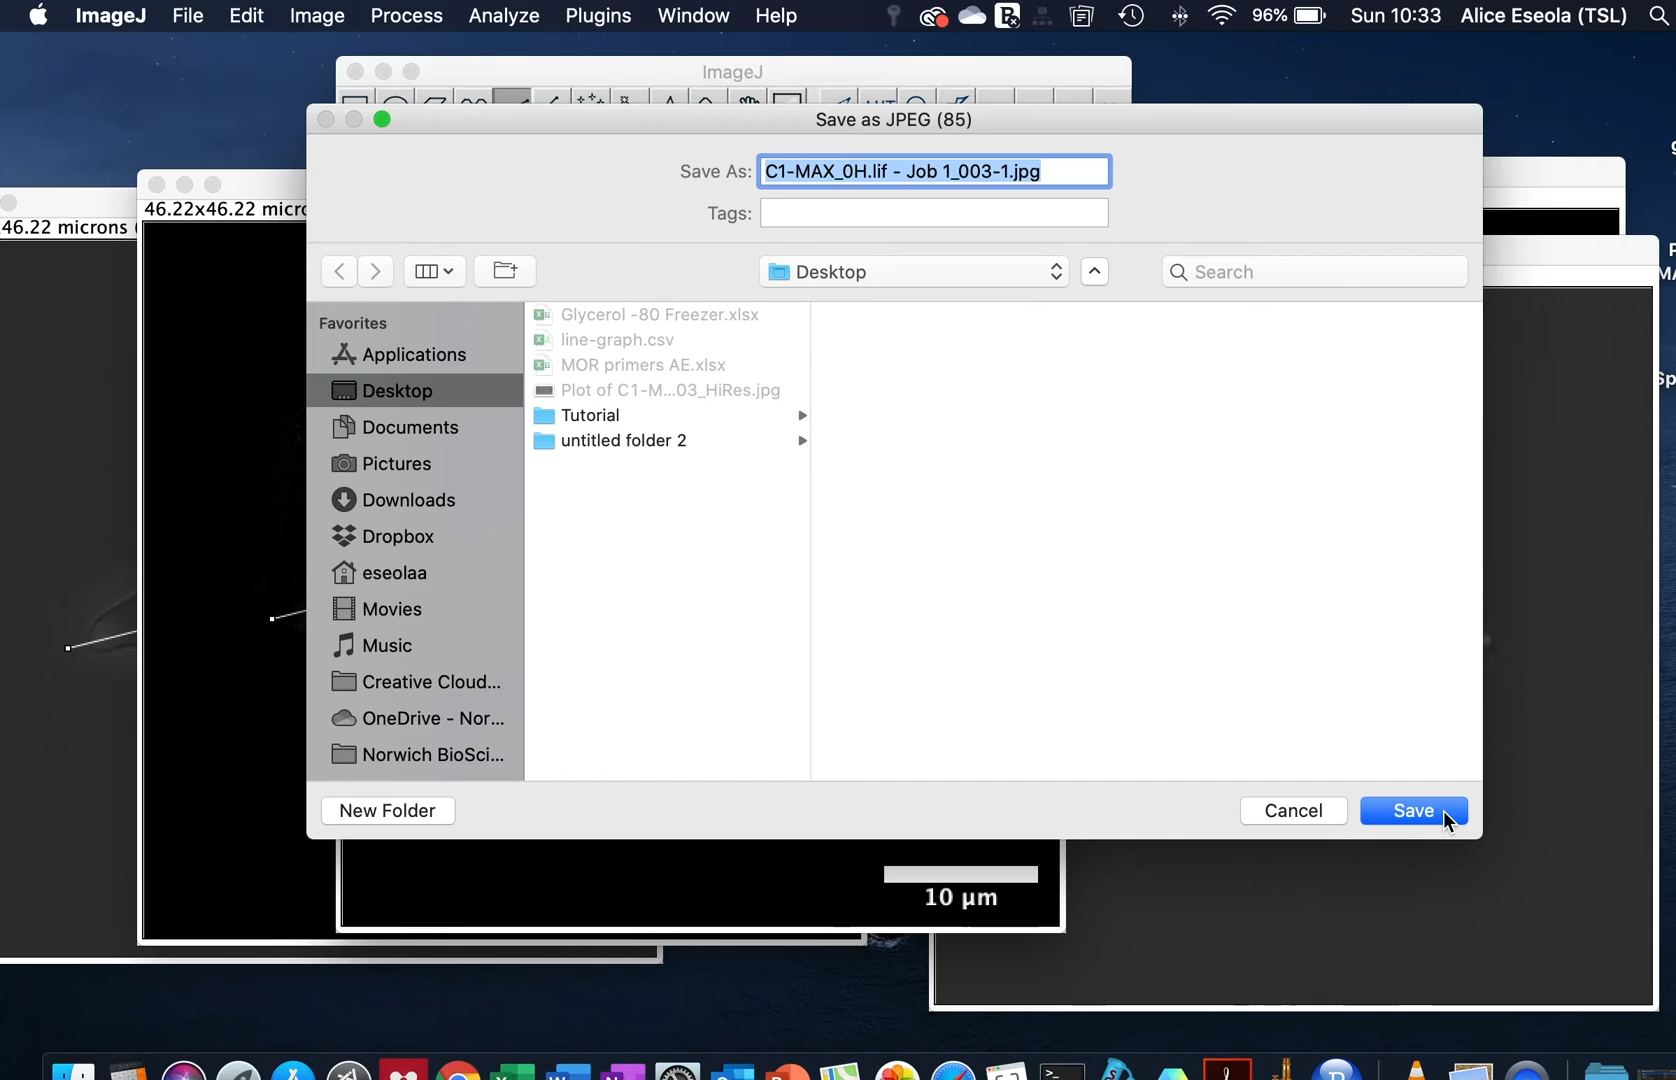 ImageJ File Edit Image Process Analyze Plugins Window Help 96% Sun 10:33 Alice Eseola (TSL)
ImageJ
Save as JPEG (85)
Save As: C1-MAX_0H.lif - Job 1_003-1.jpg
Tags:
46.22x46.22 micro
46.22 microns
Desktop
Search
Favorites
Applications
Desktop
Documents
Pictures
Downloads
Dropbox
eseolaa
Movies
Music
Creative Cloud...
OneDrive - Nor...
Norwich BioSci...
Glycerol -80 Freezer.xlsx
line-graph.csv
MOR primers AE.xlsx
Plot of C1-M...03_HiRes.jpg
Tutorial
untitled folder 2
New Folder
Cancel
Save
10 µm